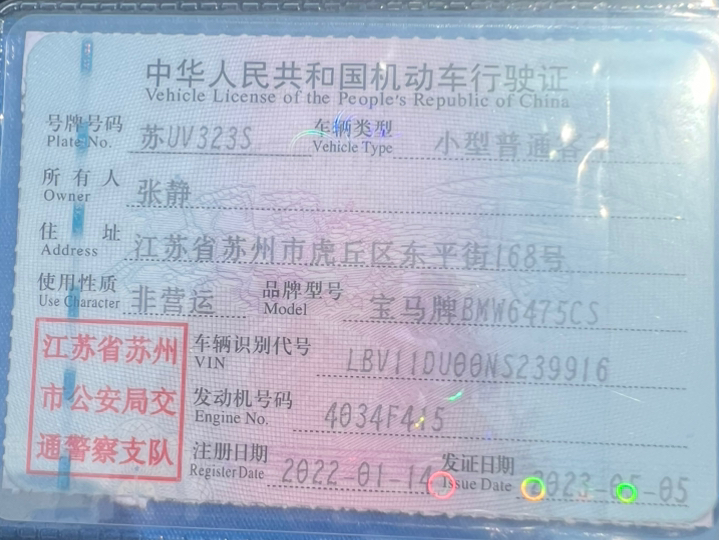 中华人民共和国机动车行驶证
Vehicle License of the People's Republic of China
号牌号码 苏UV323S 车辆类型 小型普通客车
Plate No. Vehicle Type
所有人 张静
Owner
住址 江苏省苏州市虎丘区东平街168号
Address
使用性质 非营运 品牌型号 宝马牌BMW6475CS
Use Character Model
江苏省苏州
市公安局交
通警察支队
车辆识别代号 LBV11DU00NS239916
VIN
发动机号码 4034F415
Engine No.
注册日期 2022-01-14 发证日期 2023-05-05
Register Date Issue Date